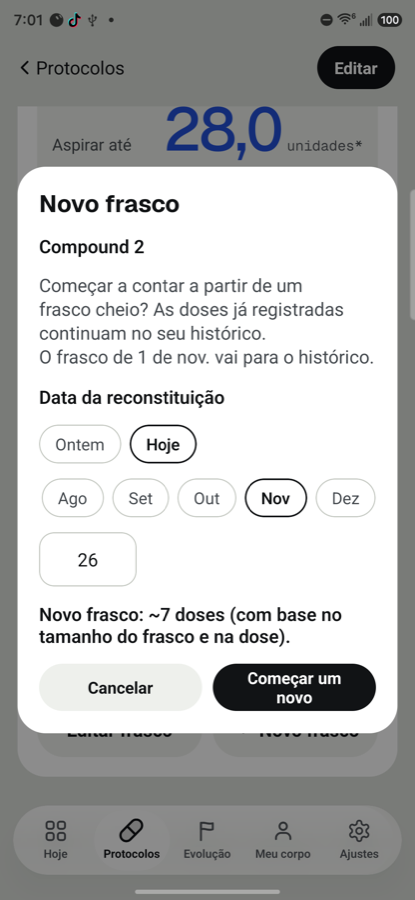 7:01
100
Protocolos
Editar
Aspirar até 28,0 unidades*
Novo frasco
Compound 2
Começar a contar a partir de um
frasco cheio? As doses já registradas
continuam no seu histórico.
O frasco de 1 de nov. vai para o histórico.
Data da reconstituição
Ontem
Hoje
Ago
Set
Out
Nov
Dez
26
Novo frasco: ~7 doses (com base no
tamanho do frasco e na dose).
Cancelar
Começar um
novo
Editar frasco
Novo frasco
Hoje
Protocolos
Evolução
Meu corpo
Ajustes